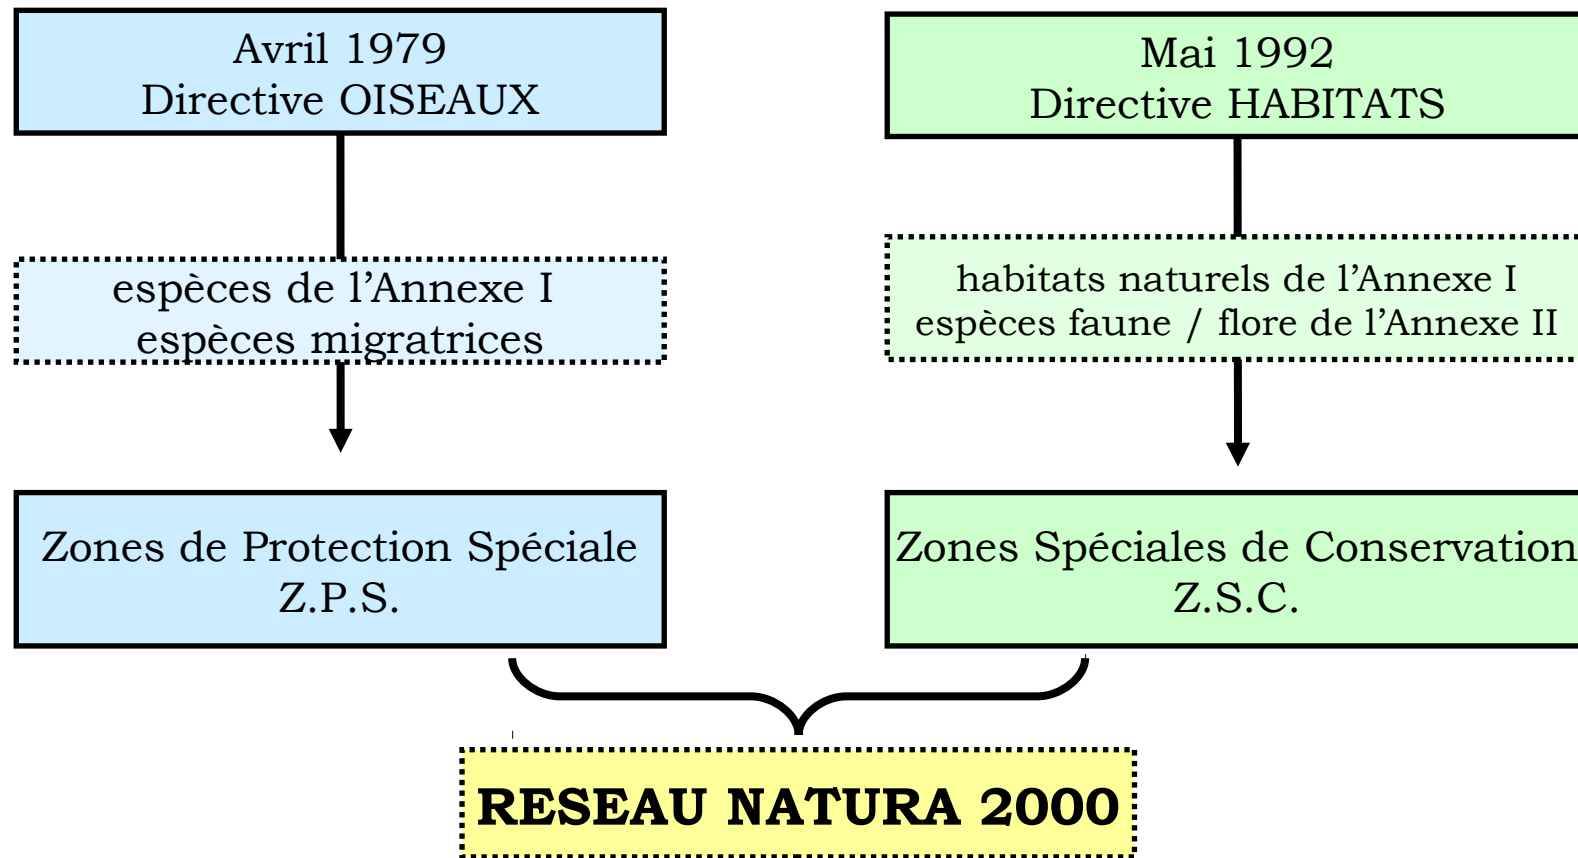 Avril 1979
Directive OISEAUX
espèces de l’Annexe I
espèces migratrices
Zones de Protection Spéciale
Z.P.S.
Mai 1992
Directive HABITATS
habitats naturels de l’Annexe I
espèces faune / flore de l’Annexe II
Zones Spéciales de Conservation
Z.S.C.
RESEAU NATURA 2000